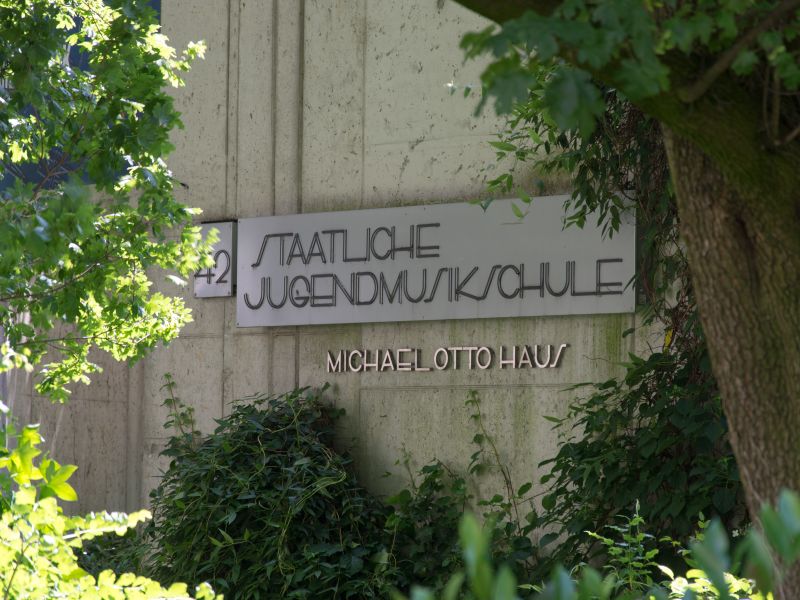 42
STAATLICHE
JUGENDMUSIKSCHULE
MICHAEL OTTO HAUS